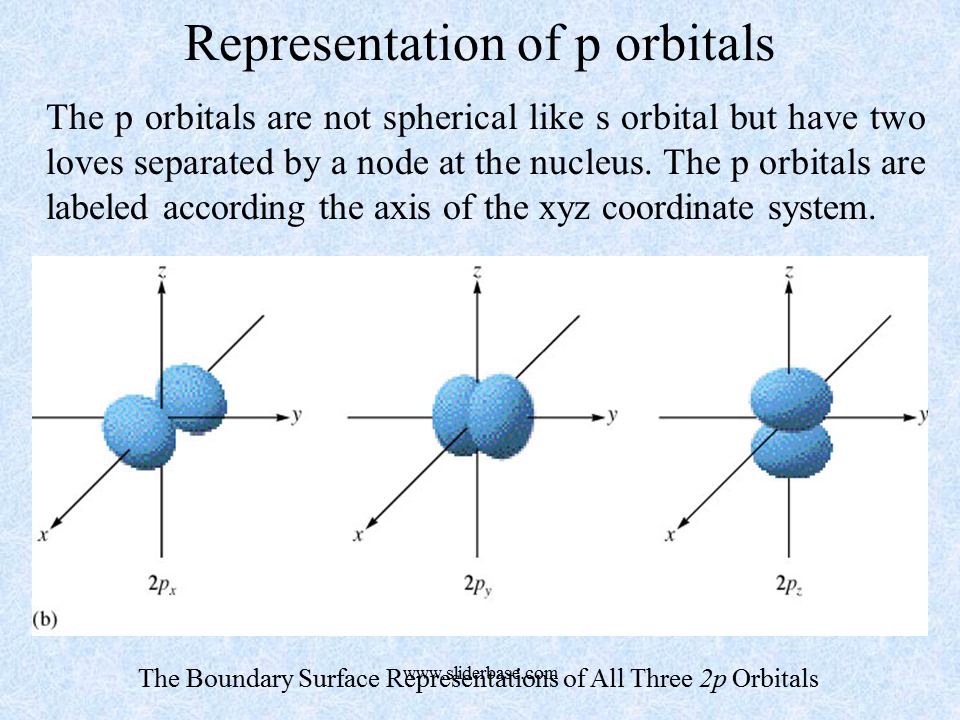 Representation of p orbitals
The p orbitals are not spherical like s orbital but have two
loves separated by a node at the nucleus. The p orbitals are
labeled according the axis of the xyz coordinate system.
z z z
y y y
x x x
2px 2py 2pz
(b)
www.sliderbase.com
The Boundary Surface Representations of All Three 2p Orbitals